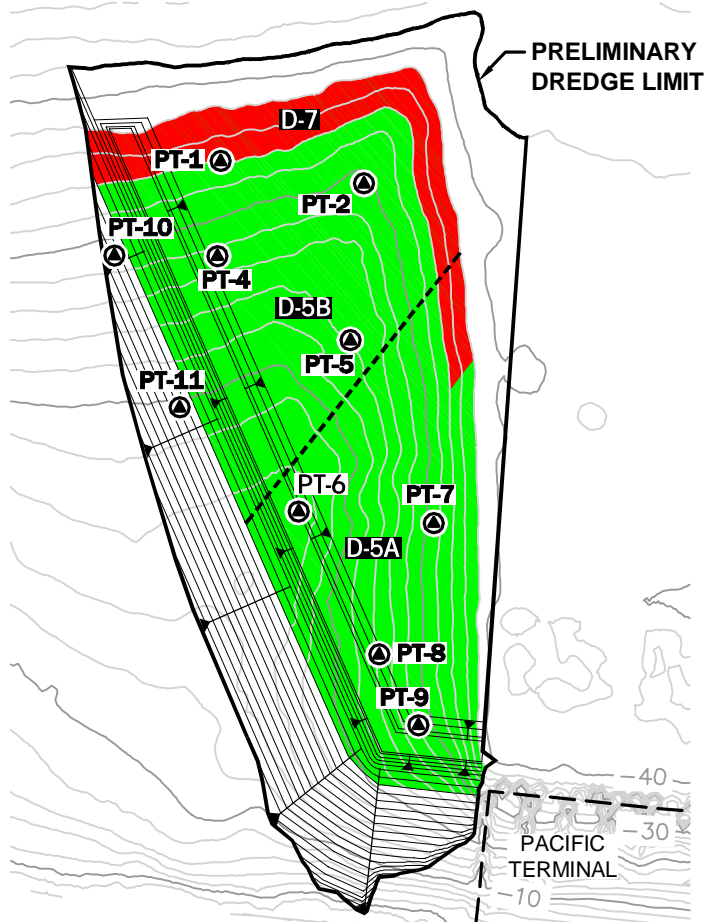 PRELIMINARY
DREDGE LIMIT
D-7
PT-1
PT-2
PT-10
PT-4
D-5B
PT-5
PT-11
PT-6
PT-7
D-5A
PT-8
PT-9
-40
-30
PACIFIC
TERMINAL
-10